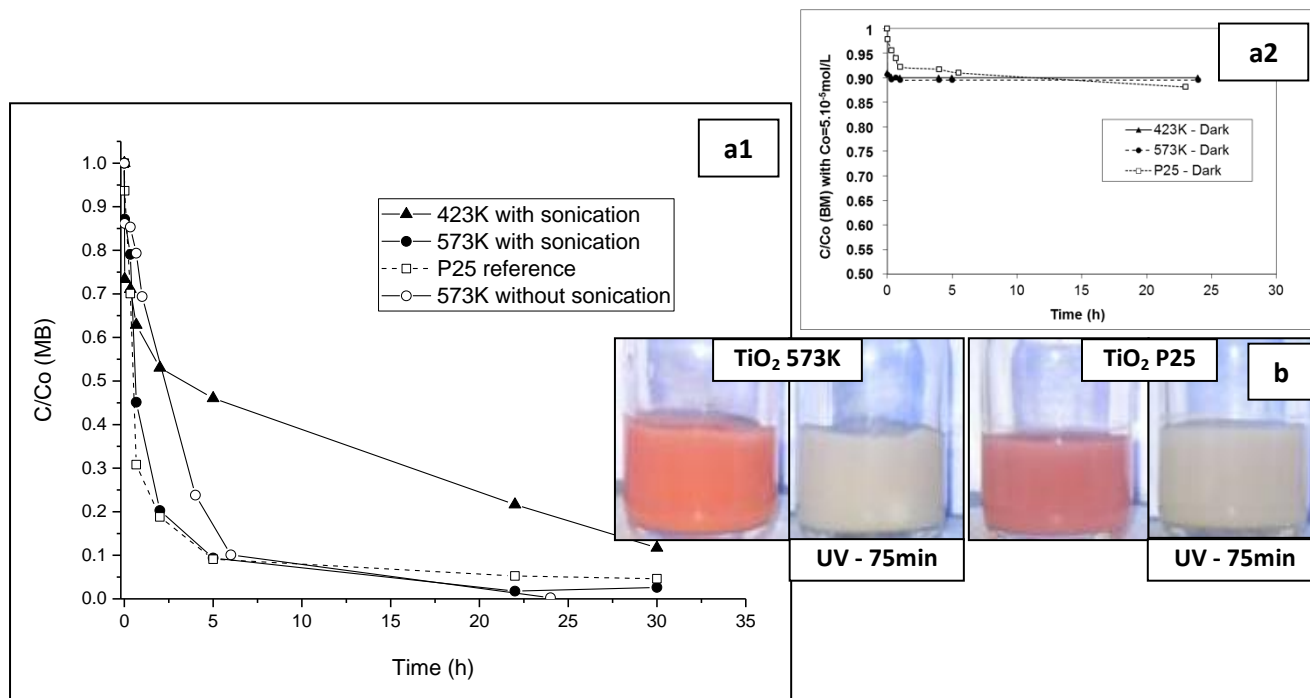 a1
1.0
0.9
0.8
0.7
0.6
0.5
0.4
0.3
0.2
0.1
0.0
C/Co (MB)
423K with sonication
573K with sonication
P25 reference
573K without sonication
0 5 10 15 20 25 30 35
Time (h)
a2
1
0.95
0.90
0.85
0.80
0.75
0.70
0.65
0.60
0.55
0.50
C/Co (BM) with Co=5.10⁻⁵mol/L
423K - Dark
573K - Dark
P25 - Dark
0 5 10 15 20 25 30
Time (h)
TiO₂ 573K
TiO₂ P25
b
UV - 75min
UV - 75min